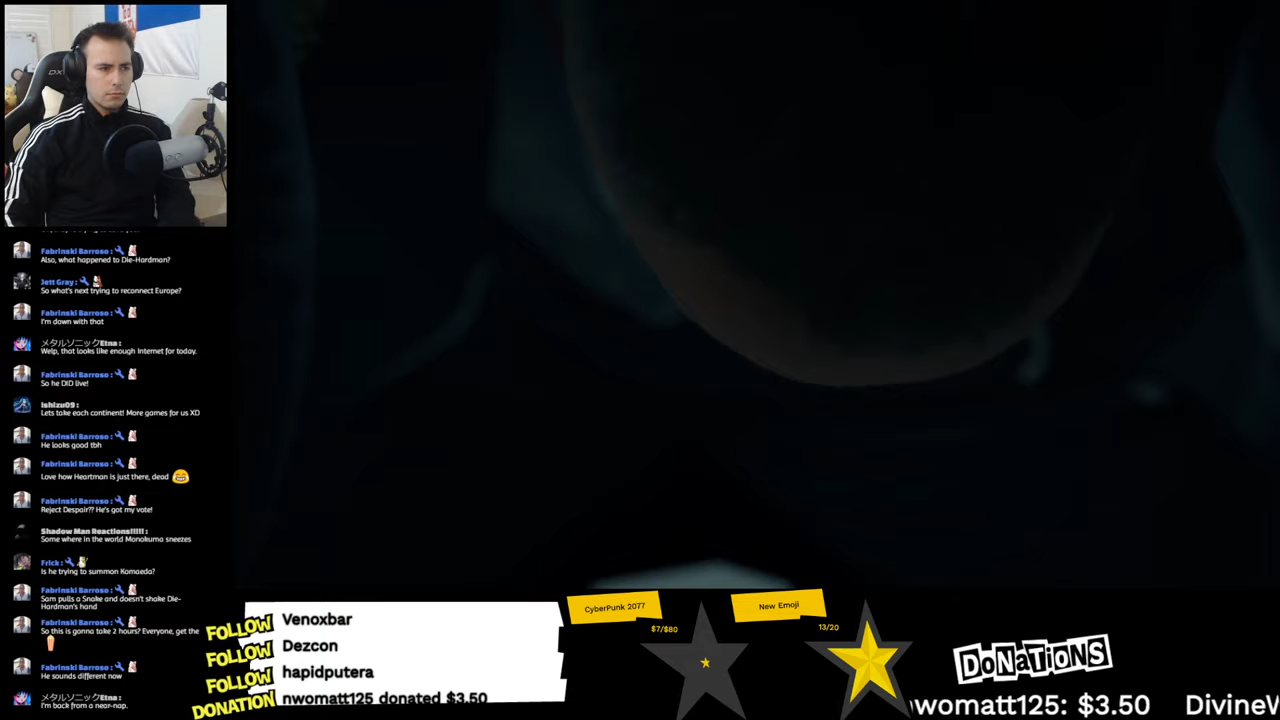 Fabrinski Barroso :
Also, what happened to Die-Hardman?
Jett Gray :
So what's next trying to reconnect Europe?
Fabrinski Barroso :
I'm down with that
メタルソニックEtna :
Welp, that looks like enough Internet for today.
Fabrinski Barroso :
So he DID live!
Ishizu09 :
Lets take each continent! More games for us XD
Fabrinski Barroso :
He looks good tbh
Fabrinski Barroso :
Love how Heartman is just there, dead
Fabrinski Barroso :
Reject Despair?? He's got my vote!
Shadow Man Reactions!!!!! :
Some where in the world Monokuma sneezes
Frick :
Is he trying to summon Komaeda?
Fabrinski Barroso :
Sam pulls a Snake and doesn't shake Die-
Hardman's hand
Fabrinski Barroso :
So this is gonna take 2 hours? Everyone, get the
Fabrinski Barroso :
He sounds different now
メタルソニックEtna :
I'm back from a near-nap.
FOLLOW Venoxbar
FOLLOW Dezcon
FOLLOW hapidputera
DONATION nwomatt125 donated $3.50
CyberPunk 2077
$7/$80
New Emoji
13/20
DONATIONS
womatt125: $3.50 Divine